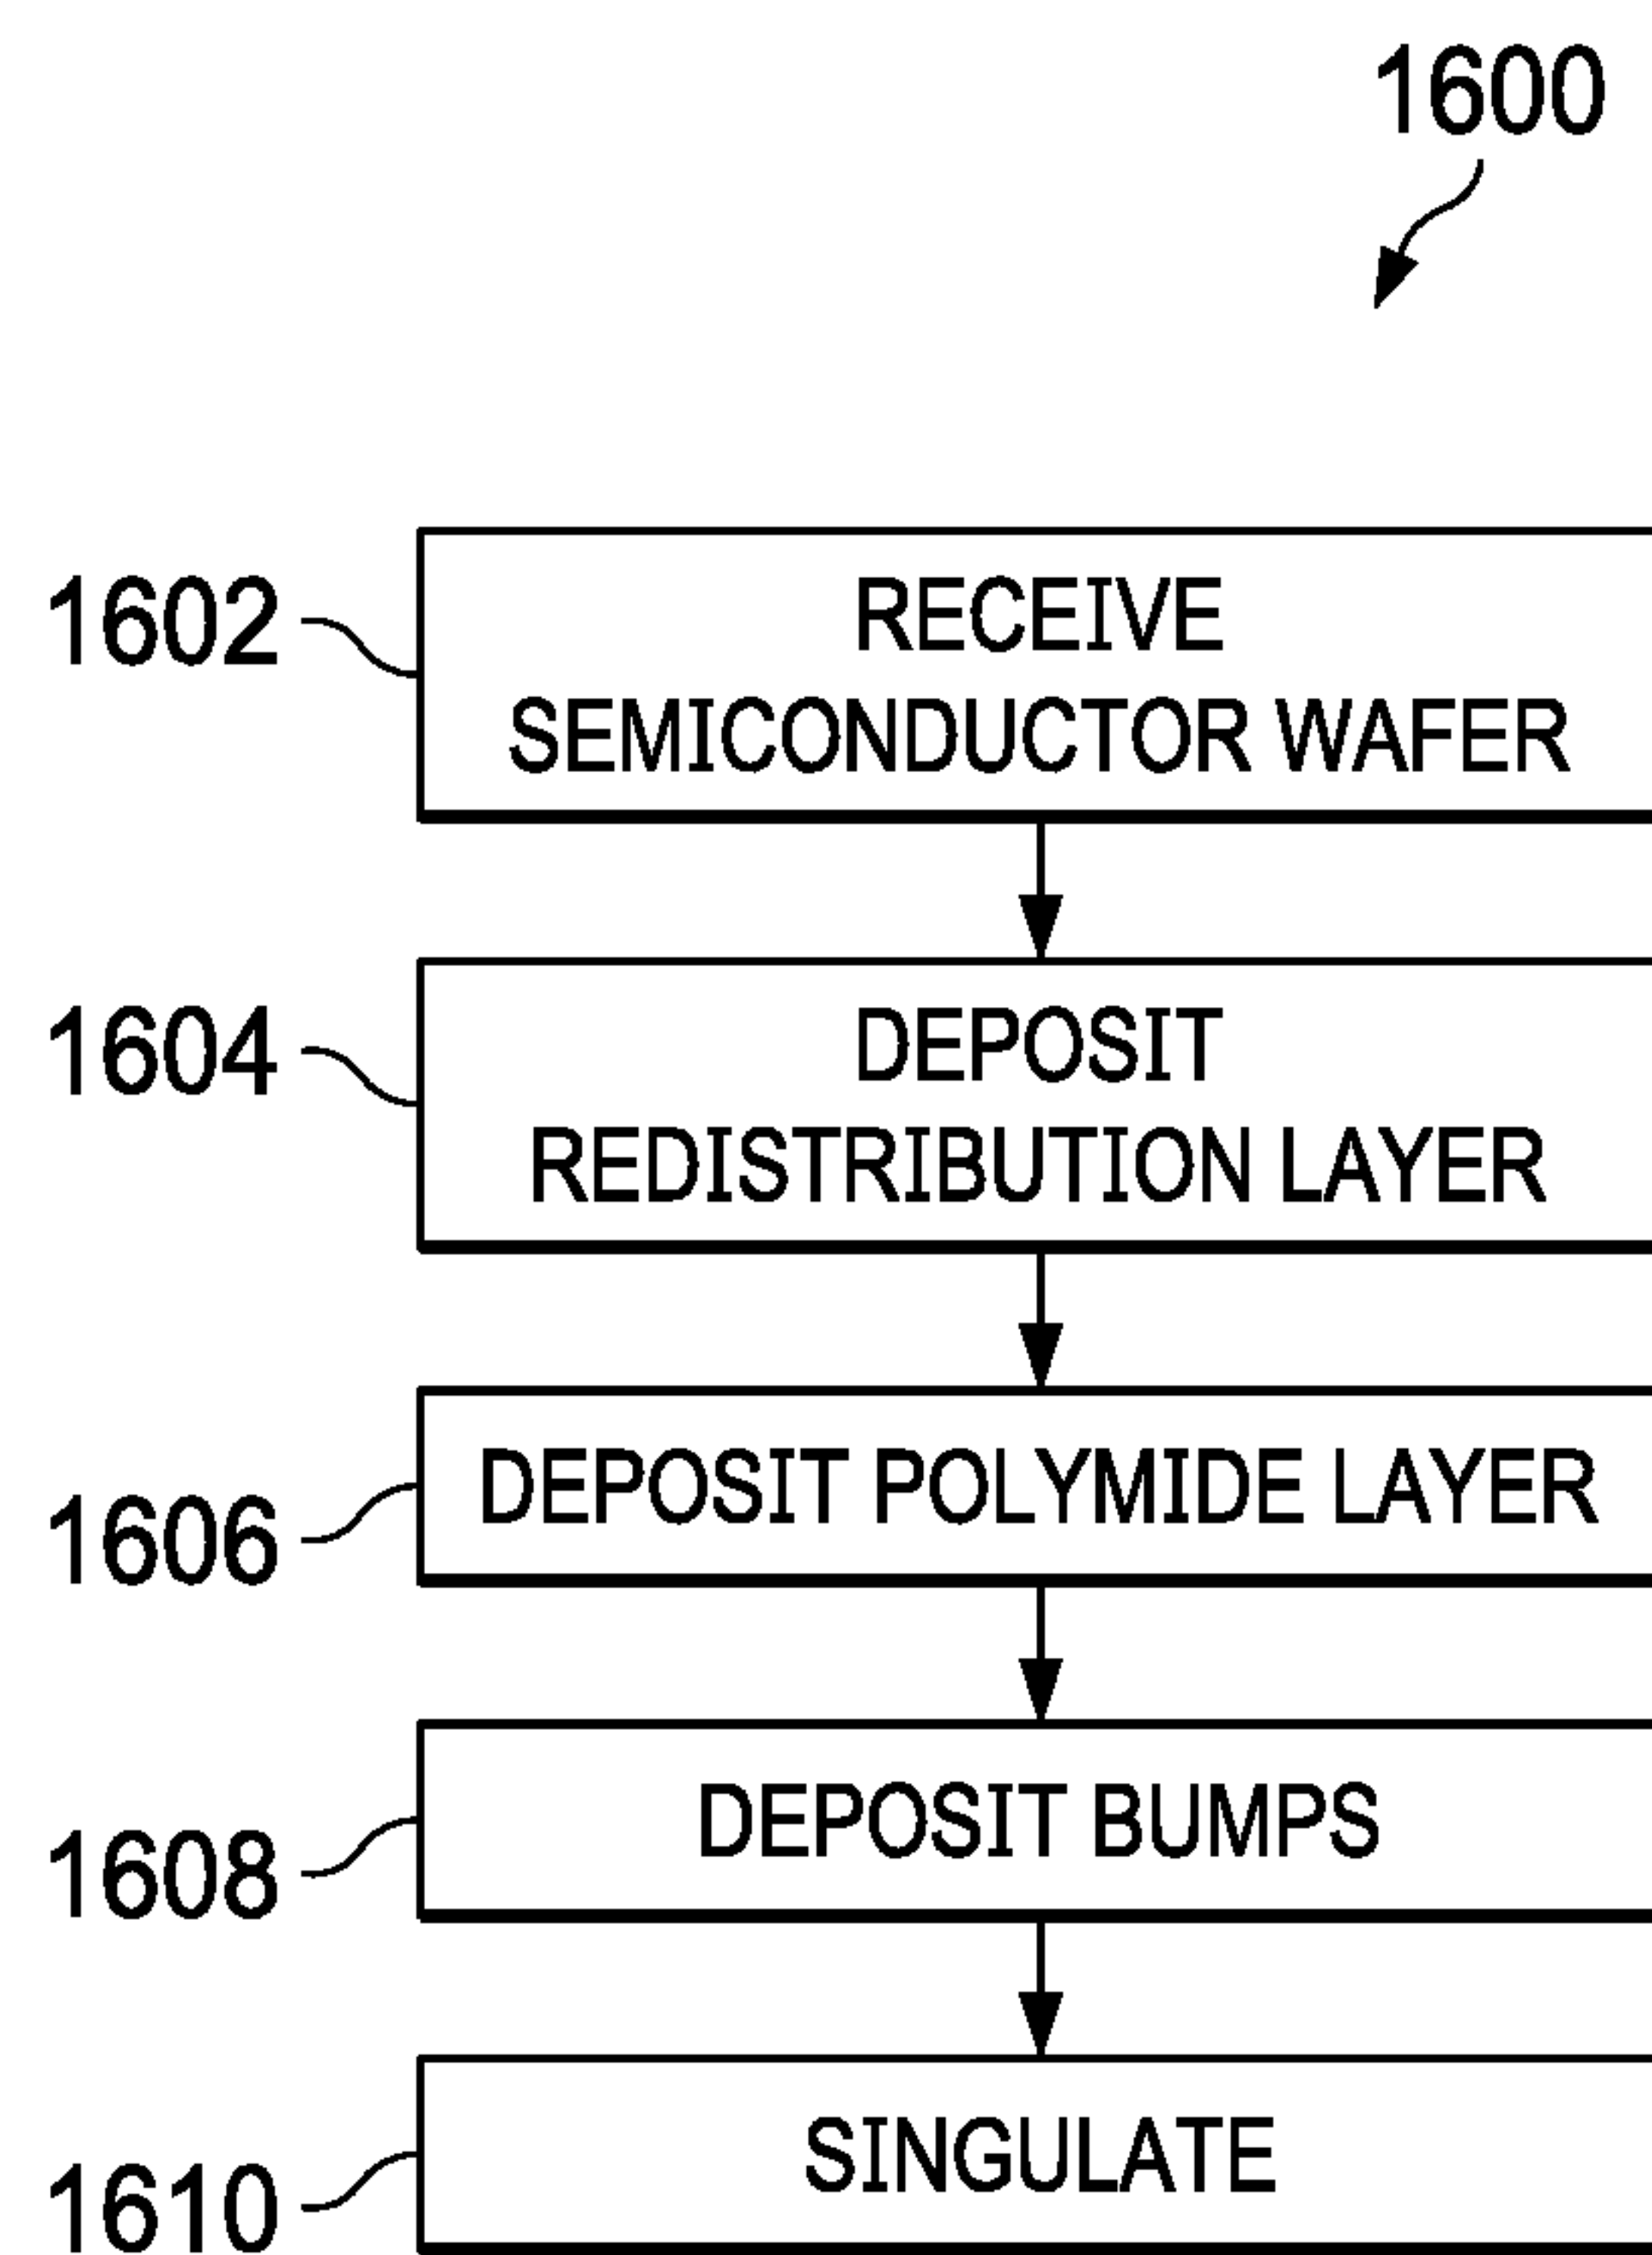 1600
1602
RECEIVE
SEMICONDUCTOR WAFER
1604
DEPOSIT
REDISTRIBUTION LAYER
1606
DEPOSIT POLYMIDE LAYER
1608
DEPOSIT BUMPS
1610
SINGULATE